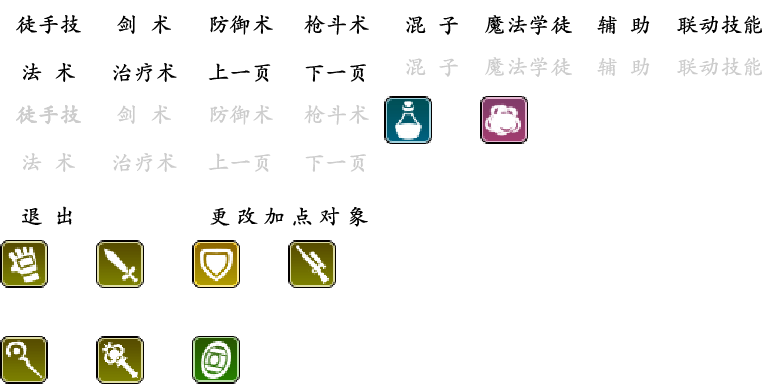 徒手技 剑术 防御术 枪斗术 混子 魔法学徒 辅助 联动技能
法术 治疗术 上一页 下一页 混子 魔法学徒 辅助 联动技能
徒手技 剑术 防御术 枪斗术
法术 治疗术 上一页 下一页
退出 更改加点对象